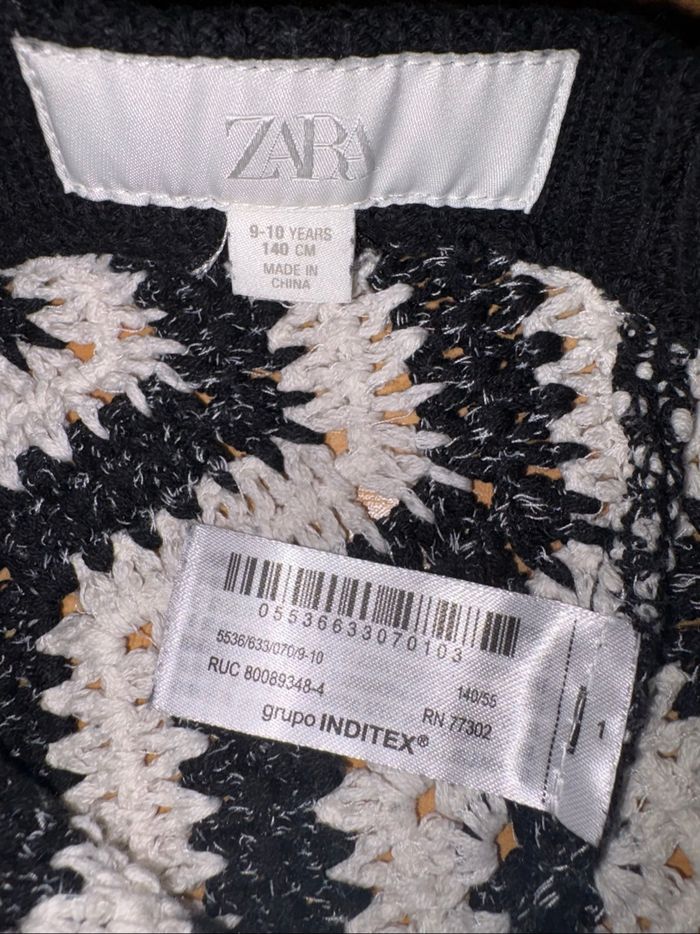 ZARA
9-10 YEARS
140 CM
MADE IN
CHINA
05536633070103
5536/633/070/9-10
140/55
RUC 80089348-4
RN 77302
grupo INDITEX®
1